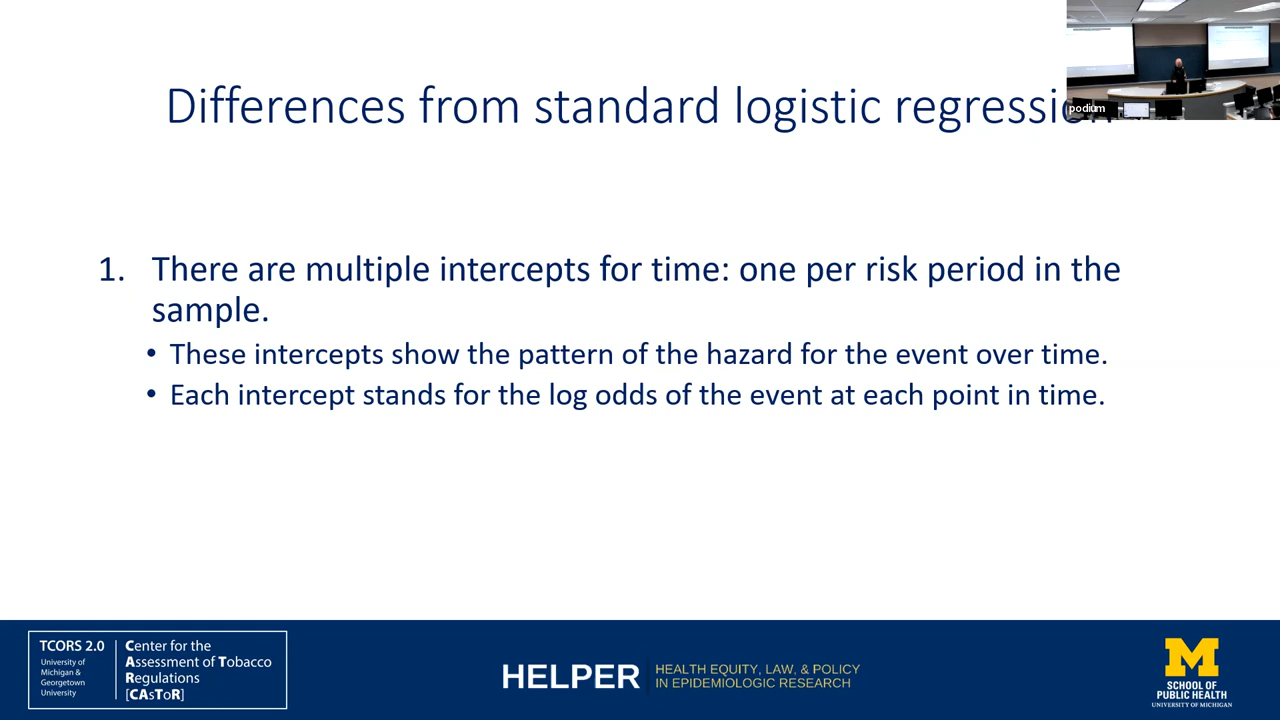 Differences from standard logistic regression
podium
1. There are multiple intercepts for time: one per risk period in the
sample.
• These intercepts show the pattern of the hazard for the event over time.
• Each intercept stands for the log odds of the event at each point in time.
TCORS 2.0
University of
Michigan &
Georgetown
University
Center for the
Assessment of Tobacco
Regulations
[CAsToR]
HELPER
HEALTH EQUITY, LAW, & POLICY
IN EPIDEMIOLOGIC RESEARCH
M
SCHOOL OF
PUBLIC HEALTH
UNIVERSITY OF MICHIGAN